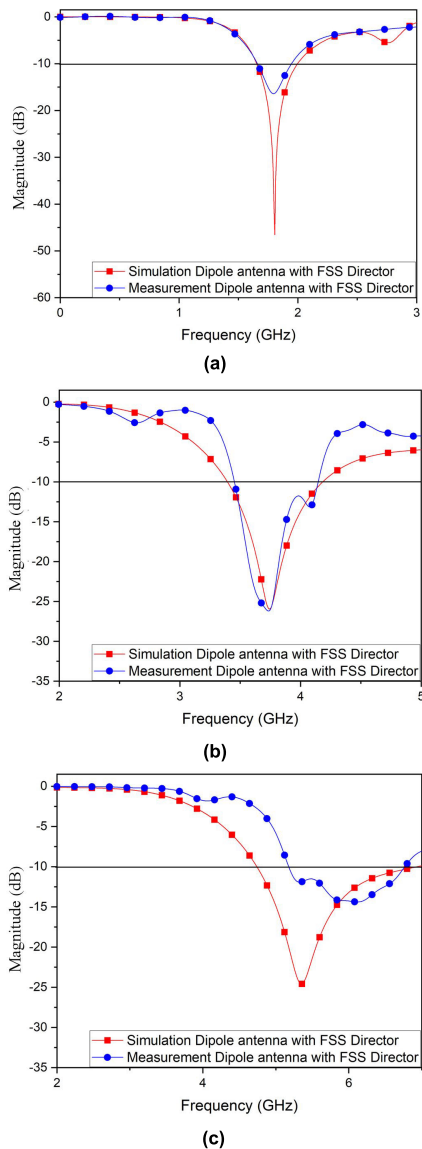 0
-10
-20
-30
-40
-50
-60
Magnitude (dB)
Simulation Dipole antenna with FSS Director
Measurement Dipole antenna with FSS Director
0 1 2 3
Frequency (GHz)
(a)
0
-5
-10
-15
-20
-25
-30
-35
Magnitude (dB)
Simulation Dipole antenna with FSS Director
Measurement Dipole antenna with FSS Director
2 3 4 5
Frequency (GHz)
(b)
0
-5
-10
-15
-20
-25
-30
-35
Magnitude (dB)
Simulation Dipole antenna with FSS Director
Measurement Dipole antenna with FSS Director
2 4 6
Frequency (GHz)
(c)